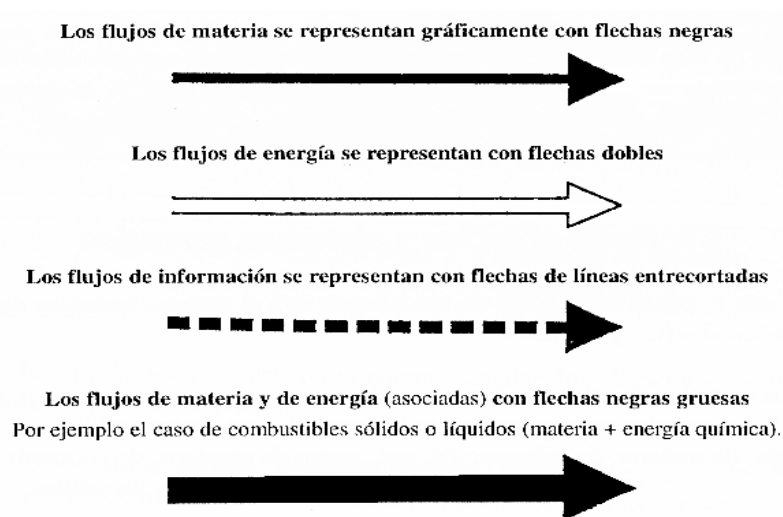 Los flujos de materia se representan gráficamente con flechas negras
Los flujos de energía se representan con flechas dobles
Los flujos de información se representan con flechas de líneas entrecortadas
Los flujos de materia y de energía (asociadas) con flechas negras gruesas
Por ejemplo el caso de combustibles sólidos o líquidos (materia + energía química).